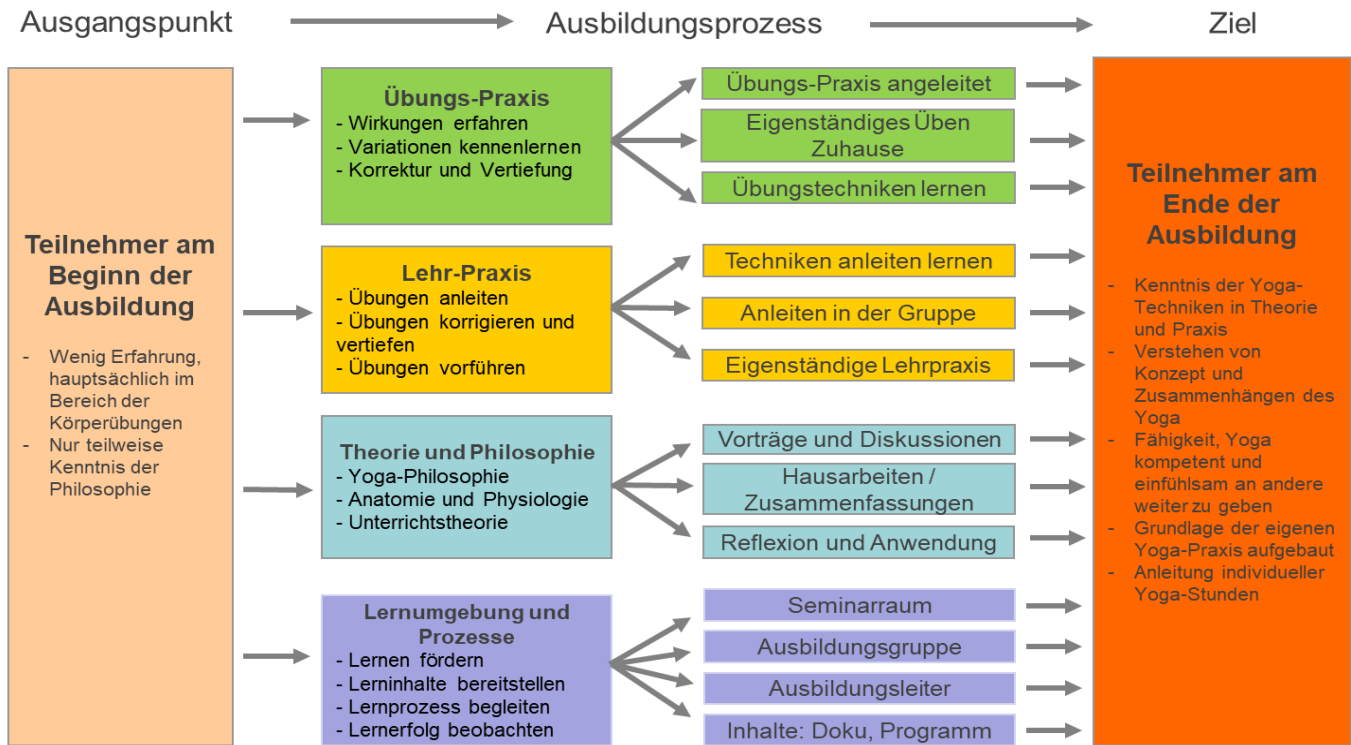 Ausgangspunkt
Ausbildungsprozess
Ziel
Teilnehmer am
Beginn der
Ausbildung
- Wenig Erfahrung,
hauptsächlich im
Bereich der
Körperübungen
- Nur teilweise
Kenntnis der
Philosophie
Übungs-Praxis
- Wirkungen erfahren
- Variationen kennenlernen
- Korrektur und Vertiefung
Übungs-Praxis angeleitet
Eigenständiges Üben
Zuhause
Übungstechniken lernen
Lehr-Praxis
- Übungen anleiten
- Übungen korrigieren und
vertiefen
- Übungen vorführen
Techniken anleiten lernen
Anleiten in der Gruppe
Eigenständige Lehrpraxis
Theorie und Philosophie
- Yoga-Philosophie
- Anatomie und Physiologie
- Unterrichtstheorie
Vorträge und Diskussionen
Hausarbeiten /
Zusammenfassungen
Reflexion und Anwendung
Lernumgebung und
Prozesse
- Lernen fördern
- Lerninhalte bereitstellen
- Lernprozess begleiten
- Lernerfolg beobachten
Seminarraum
Ausbildungsgruppe
Ausbildungsleiter
Inhalte: Doku, Programm
Teilnehmer am
Ende der
Ausbildung
- Kenntnis der Yoga-
Techniken in Theorie
und Praxis
- Verstehen von
Konzept und
Zusammenhängen des
Yoga
- Fähigkeit, Yoga
kompetent und
einfühlsam an andere
weiter zu geben
- Grundlage der eigenen
Yoga-Praxis aufgebaut
- Anleitung individueller
Yoga-Stunden